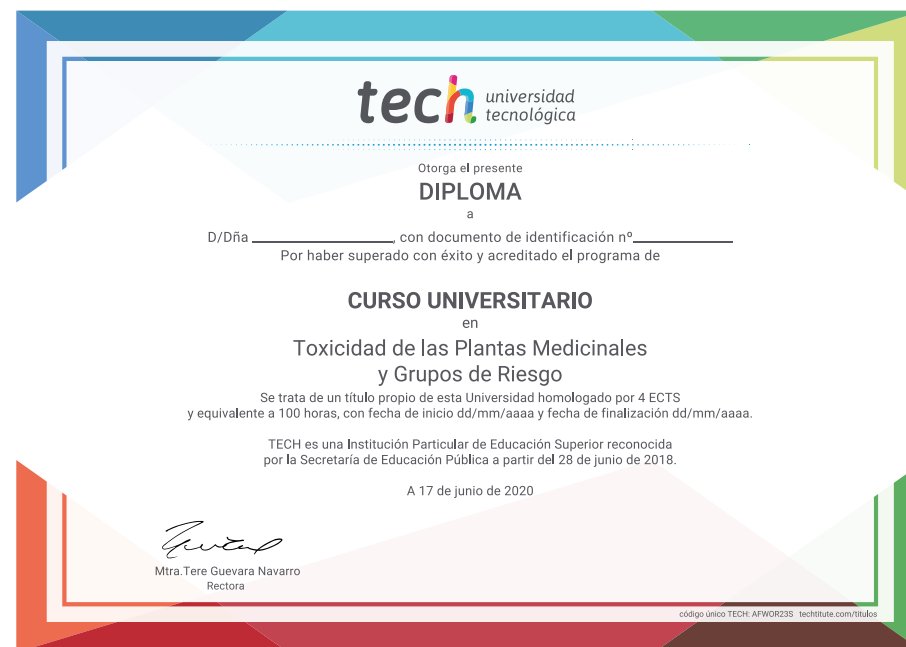 tech universidad
tecnológica
Otorga el presente
DIPLOMA
a
D/Dña ____________________, con documento de identificación nº______________
Por haber superado con éxito y acreditado el programa de
CURSO UNIVERSITARIO
en
Toxicidad de las Plantas Medicinales
y Grupos de Riesgo
Se trata de un título propio de esta Universidad homologado por 4 ECTS
y equivalente a 100 horas, con fecha de inicio dd/mm/aaaa y fecha de finalización dd/mm/aaaa.
TECH es una Institución Particular de Educación Superior reconocida
por la Secretaría de Educación Pública a partir del 28 de junio de 2018.
A 17 de junio de 2020
Mtra.Tere Guevara Navarro
Rectora
código único TECH: AFWOR23S techtitute.com/titulos